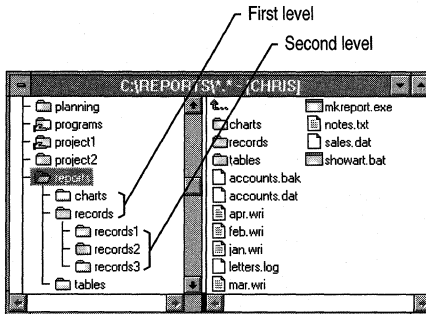 First level
Second level
C:\REPORTS\*.* - [CHRIS]
planning
programs
project1
project2
reports
charts
records
records1
records2
records3
tables
charts
records
tables
accounts.bak
accounts.dat
apr.wri
feb.wri
jan.wri
letters.log
mar.wri
mkreport.exe
notes.txt
sales.dat
showart.bat